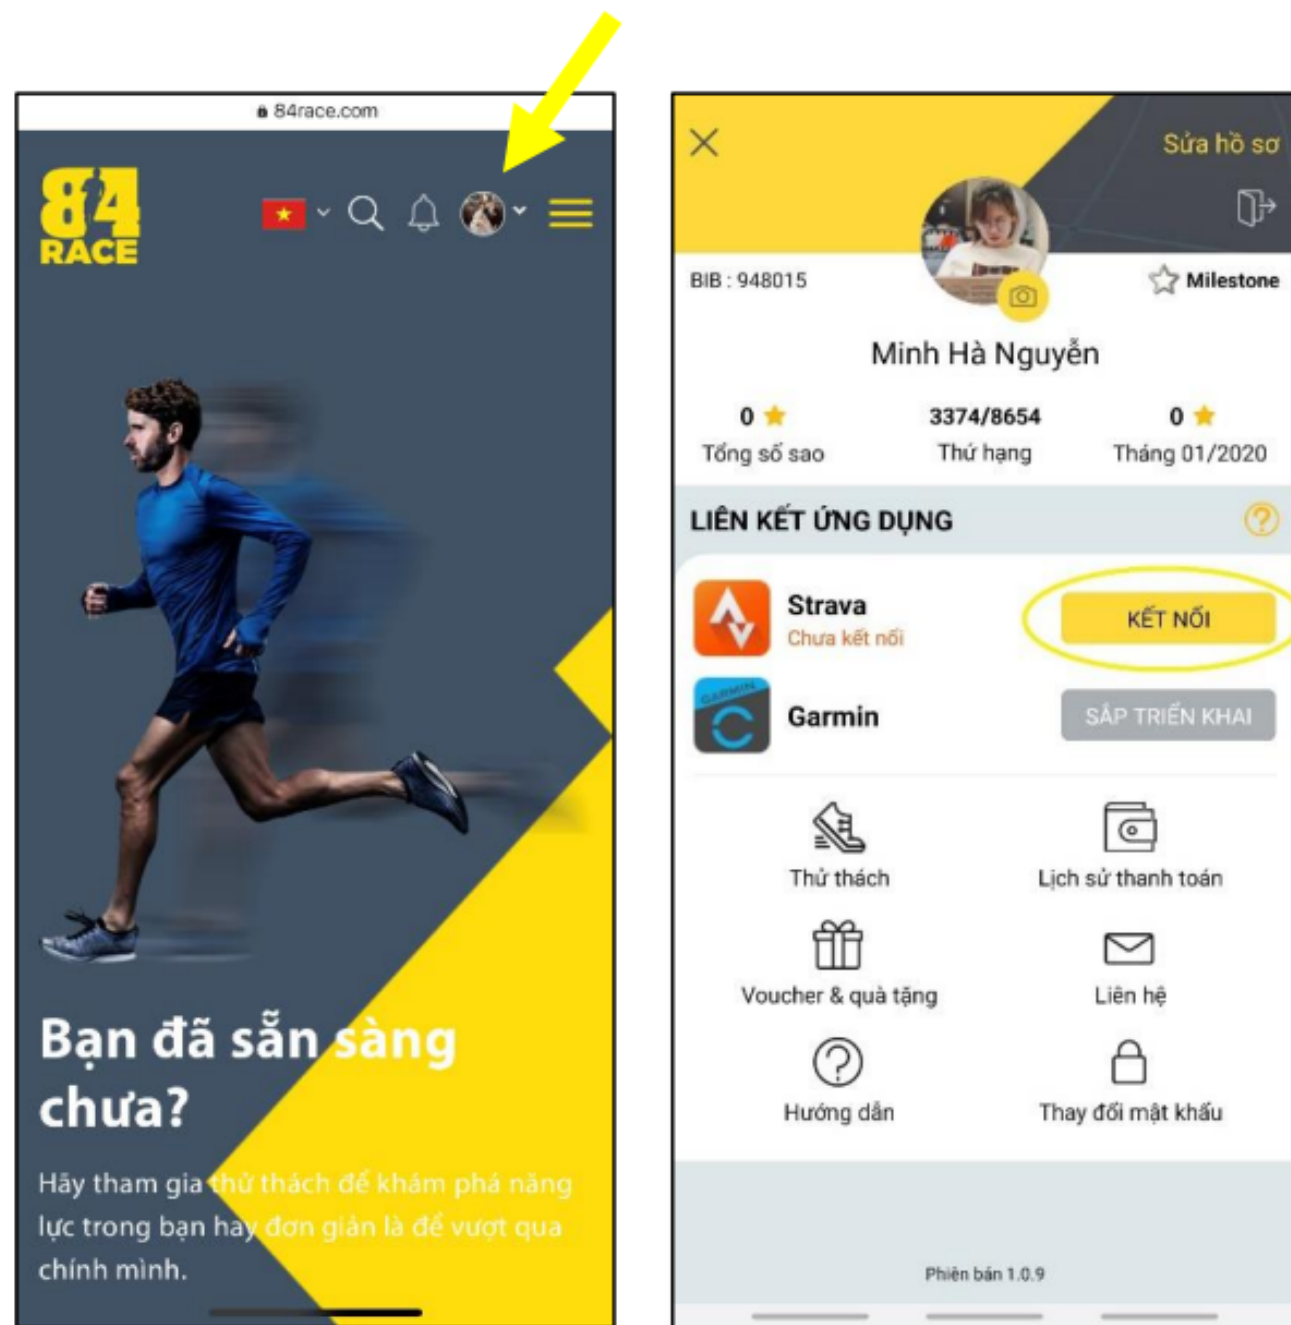 84race.com
84
RACE
Bạn đã sẵn sàng
chưa?
Hãy tham gia thử thách để khám phá năng
lực trong bạn hay đơn giản là để vượt qua
chính mình.
Sửa hồ sơ
BIB : 948015
Milestone
Minh Hà Nguyễn
0
3374/8654
0
Tổng số sao
Thứ hạng
Tháng 01/2020
LIÊN KẾT ỨNG DỤNG
Strava
Chưa kết nối
KẾT NỐI
GARMIN
Garmin
SẮP TRIỂN KHAI
Thử thách
Lịch sử thanh toán
Voucher & quà tặng
Liên hệ
Hướng dẫn
Thay đổi mật khẩu
Phiên bản 1.0.9